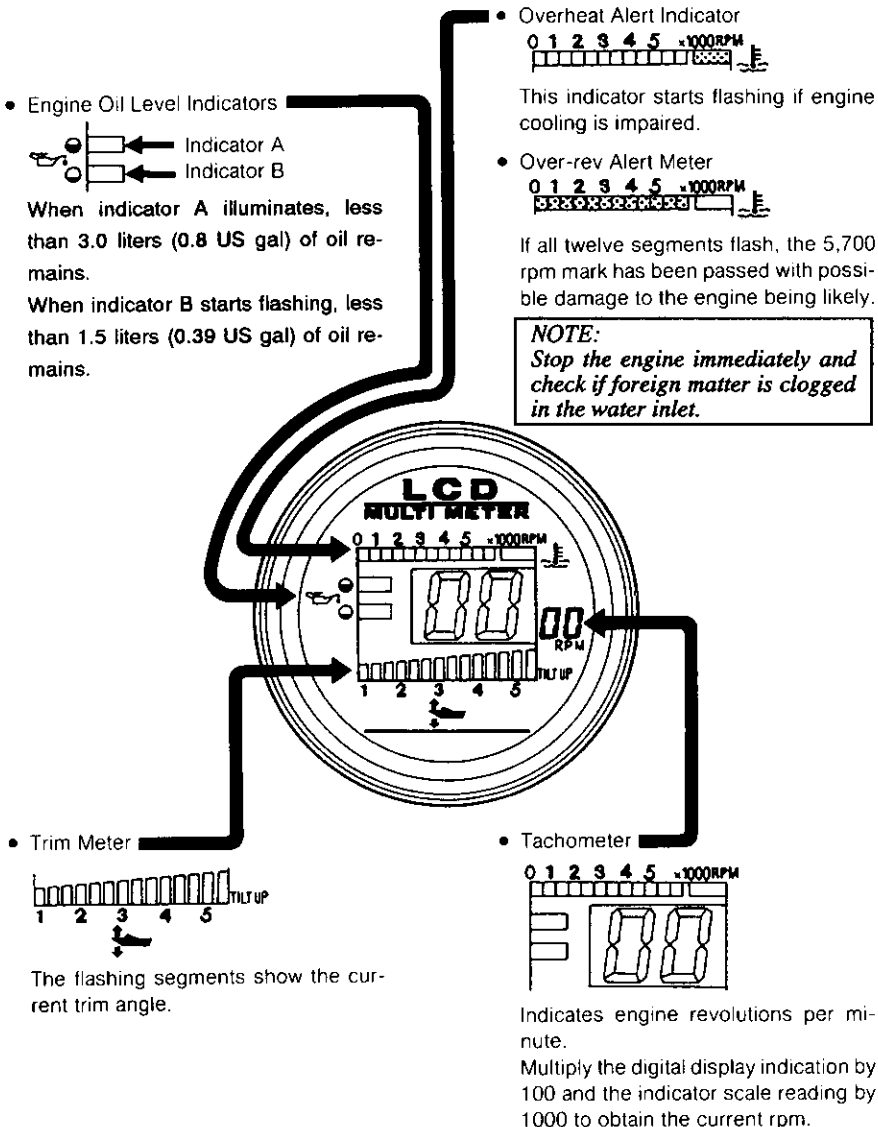 • Engine Oil Level Indicators
Indicator A
Indicator B
When indicator A illuminates, less
than 3.0 liters (0.8 US gal) of oil re-
mains.
When indicator B starts flashing, less
than 1.5 liters (0.39 US gal) of oil re-
mains.
• Overheat Alert Indicator
0 1 2 3 4 5 ×1000RPM
This indicator starts flashing if engine
cooling is impaired.
• Over-rev Alert Meter
0 1 2 3 4 5 ×1000RPM
If all twelve segments flash, the 5,700
rpm mark has been passed with possi-
ble damage to the engine being likely.
NOTE:
Stop the engine immediately and
check if foreign matter is clogged
in the water inlet.
LCD
MULTI METER
0 1 2 3 4 5 ×1000RPM
00
00
RPM
TILT UP
1 2 3 4 5
• Trim Meter
TILT UP
1 2 3 4 5
The flashing segments show the cur-
rent trim angle.
• Tachometer
0 1 2 3 4 5 ×1000RPM
00
Indicates engine revolutions per mi-
nute.
Multiply the digital display indication by
100 and the indicator scale reading by
1000 to obtain the current rpm.